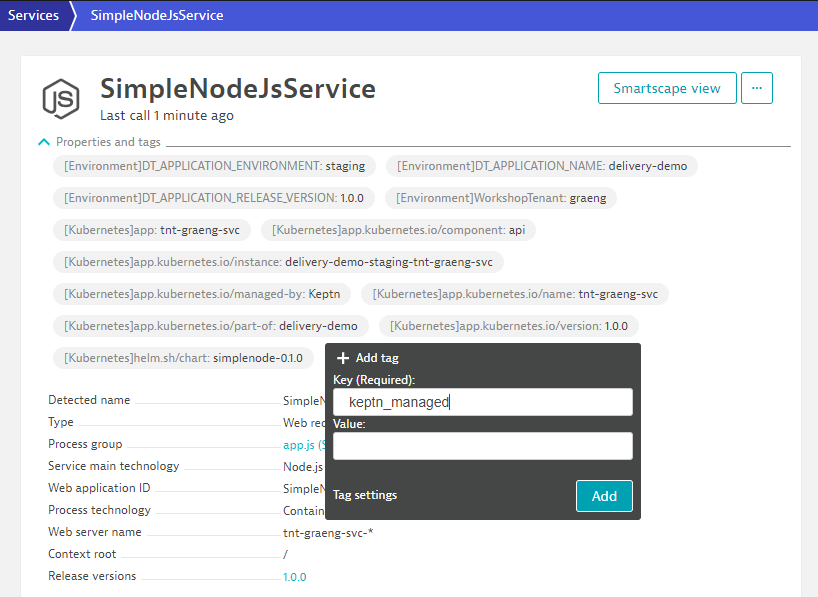 Services SimpleNodeJsService
JS SimpleNodeJsService
Smartscape view ...
Last call 1 minute ago
Properties and tags
[Environment]DT_APPLICATION_ENVIRONMENT: staging [Environment]DT_APPLICATION_NAME: delivery-demo
[Environment]DT_APPLICATION_RELEASE_VERSION: 1.0.0 [Environment]WorkshopTenant: graeng
[Kubernetes]app: tnt-graeng-svc [Kubernetes]app.kubernetes.io/component: api
[Kubernetes]app.kubernetes.io/instance: delivery-demo-staging-tnt-graeng-svc
[Kubernetes]app.kubernetes.io/managed-by: Keptn [Kubernetes]app.kubernetes.io/name: tnt-graeng-svc
[Kubernetes]app.kubernetes.io/part-of: delivery-demo [Kubernetes]app.kubernetes.io/version: 1.0.0
[Kubernetes]helm.sh/chart: simplenode-0.1.0
+ Add tag
Key (Required):
keptn_managed
Value:
Tag settings Add
Detected name SimpleN
Type Web req
Process group app.js (S
Service main technology Node.js
Web application ID SimpleN
Process technology Contain
Web server name tnt-graeng-svc-*
Context root /
Release versions 1.0.0